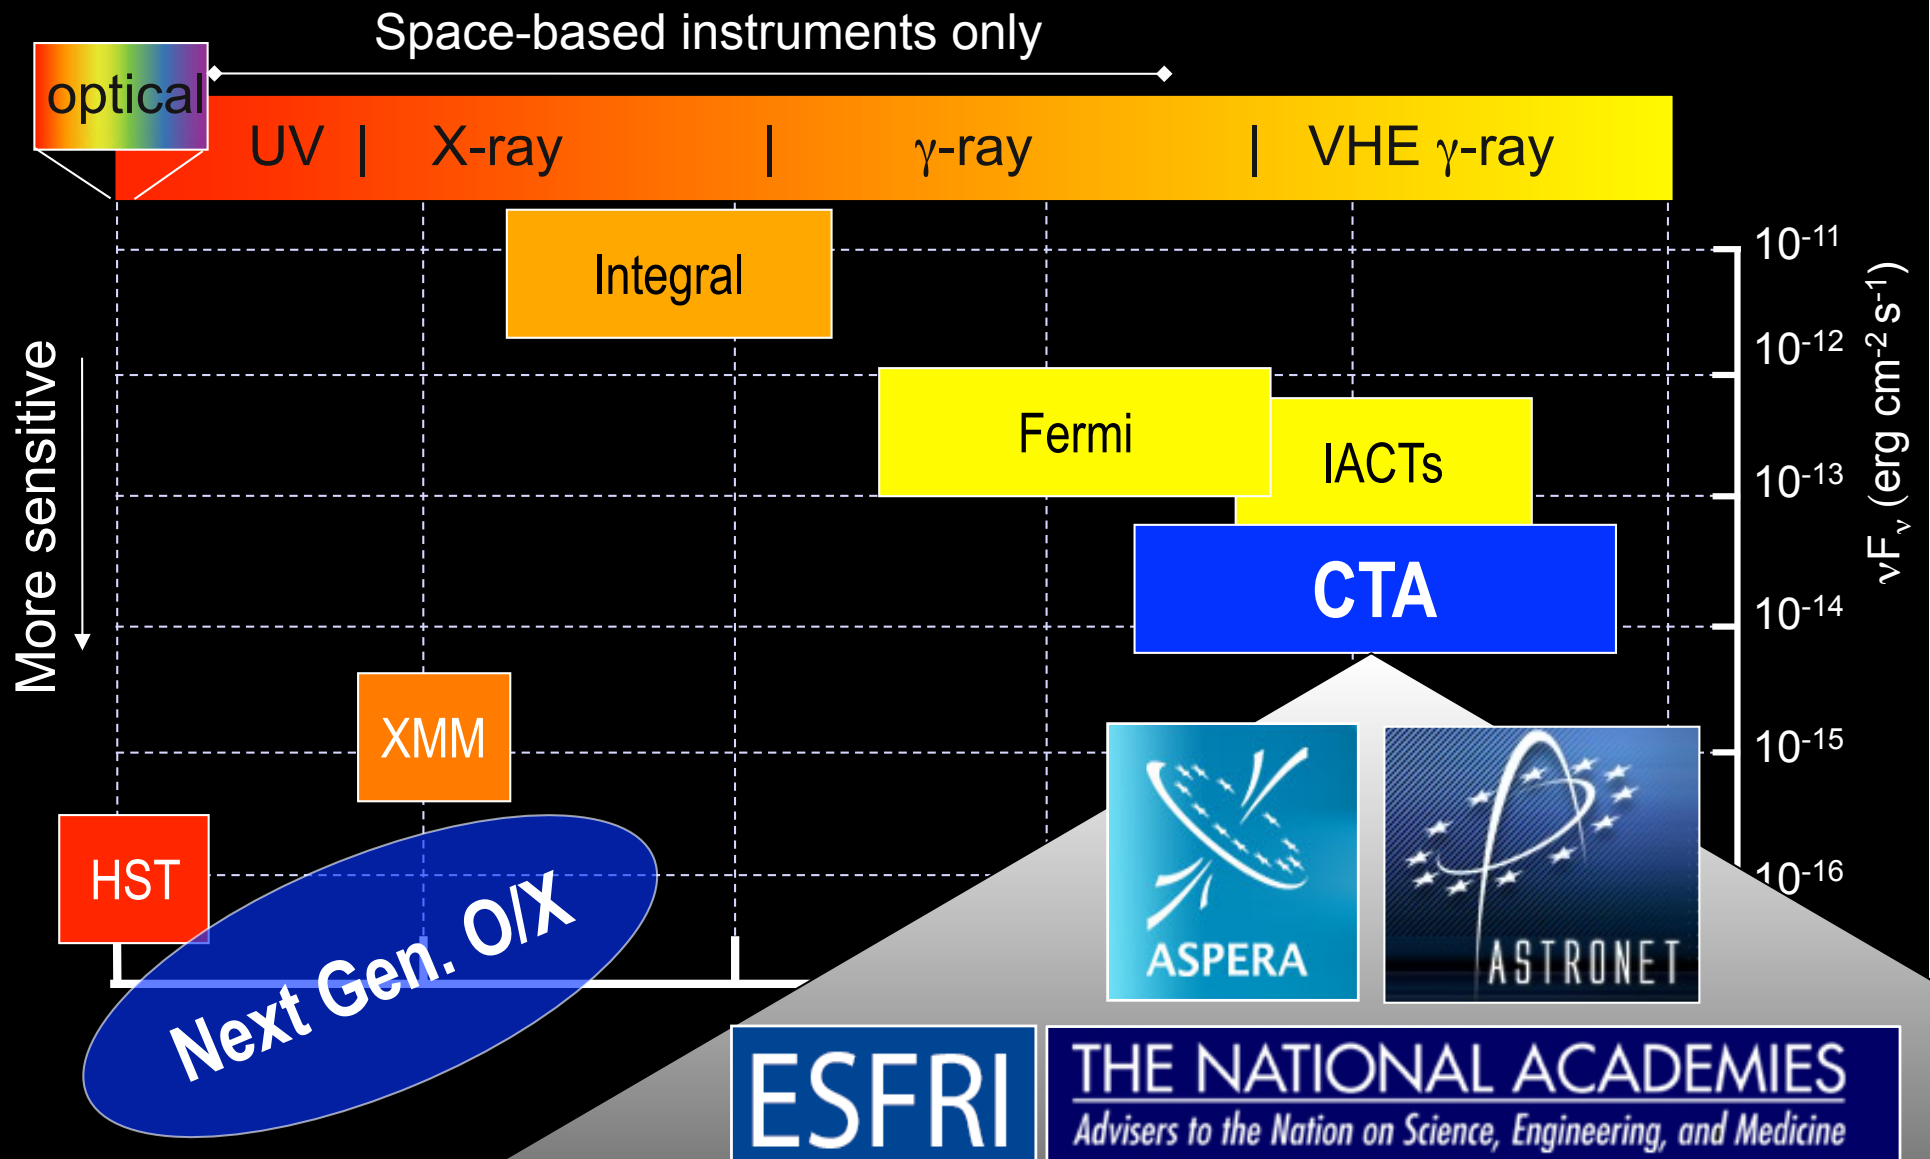 Space-based instruments only
optical
UV | X-ray | γ-ray | VHE γ-ray
Integral
10-11
10-12
Fermi
IACTs
10-13
CTA
10-14
XMM
10-15
HST
10-16
More sensitive
νFν (erg cm-2 s-1)
Next Gen. O/X
ASPERA
ASTRONET
ESFRI
THE NATIONAL ACADEMIES
Advisers to the Nation on Science, Engineering, and Medicine